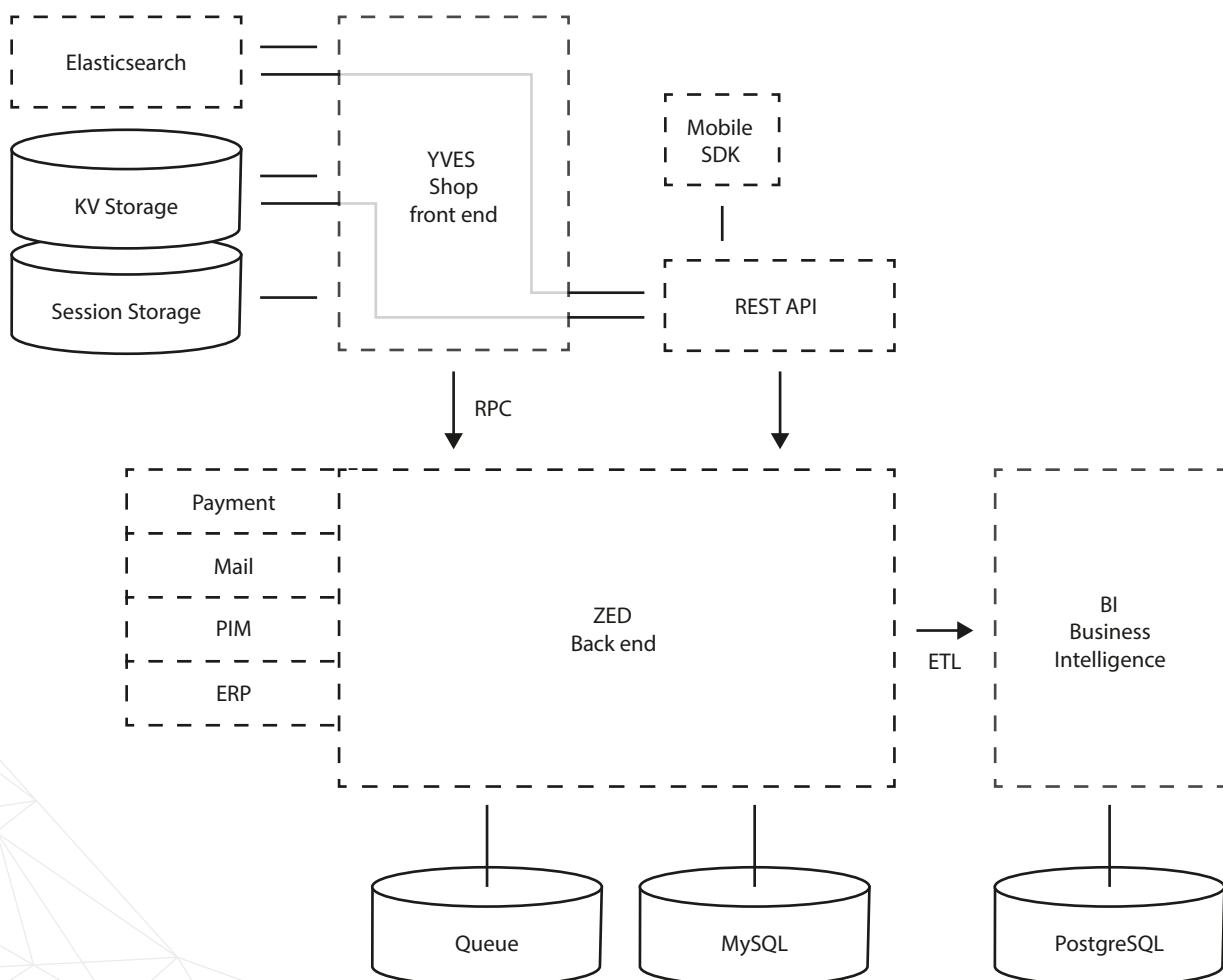 Elasticsearch
KV Storage
Session Storage
YVES
Shop
front end
Mobile
SDK
REST API
RPC
Payment
Mail
PIM
ERP
ZED
Back end
ETL
BI
Business
Intelligence
Queue
MySQL
PostgreSQL